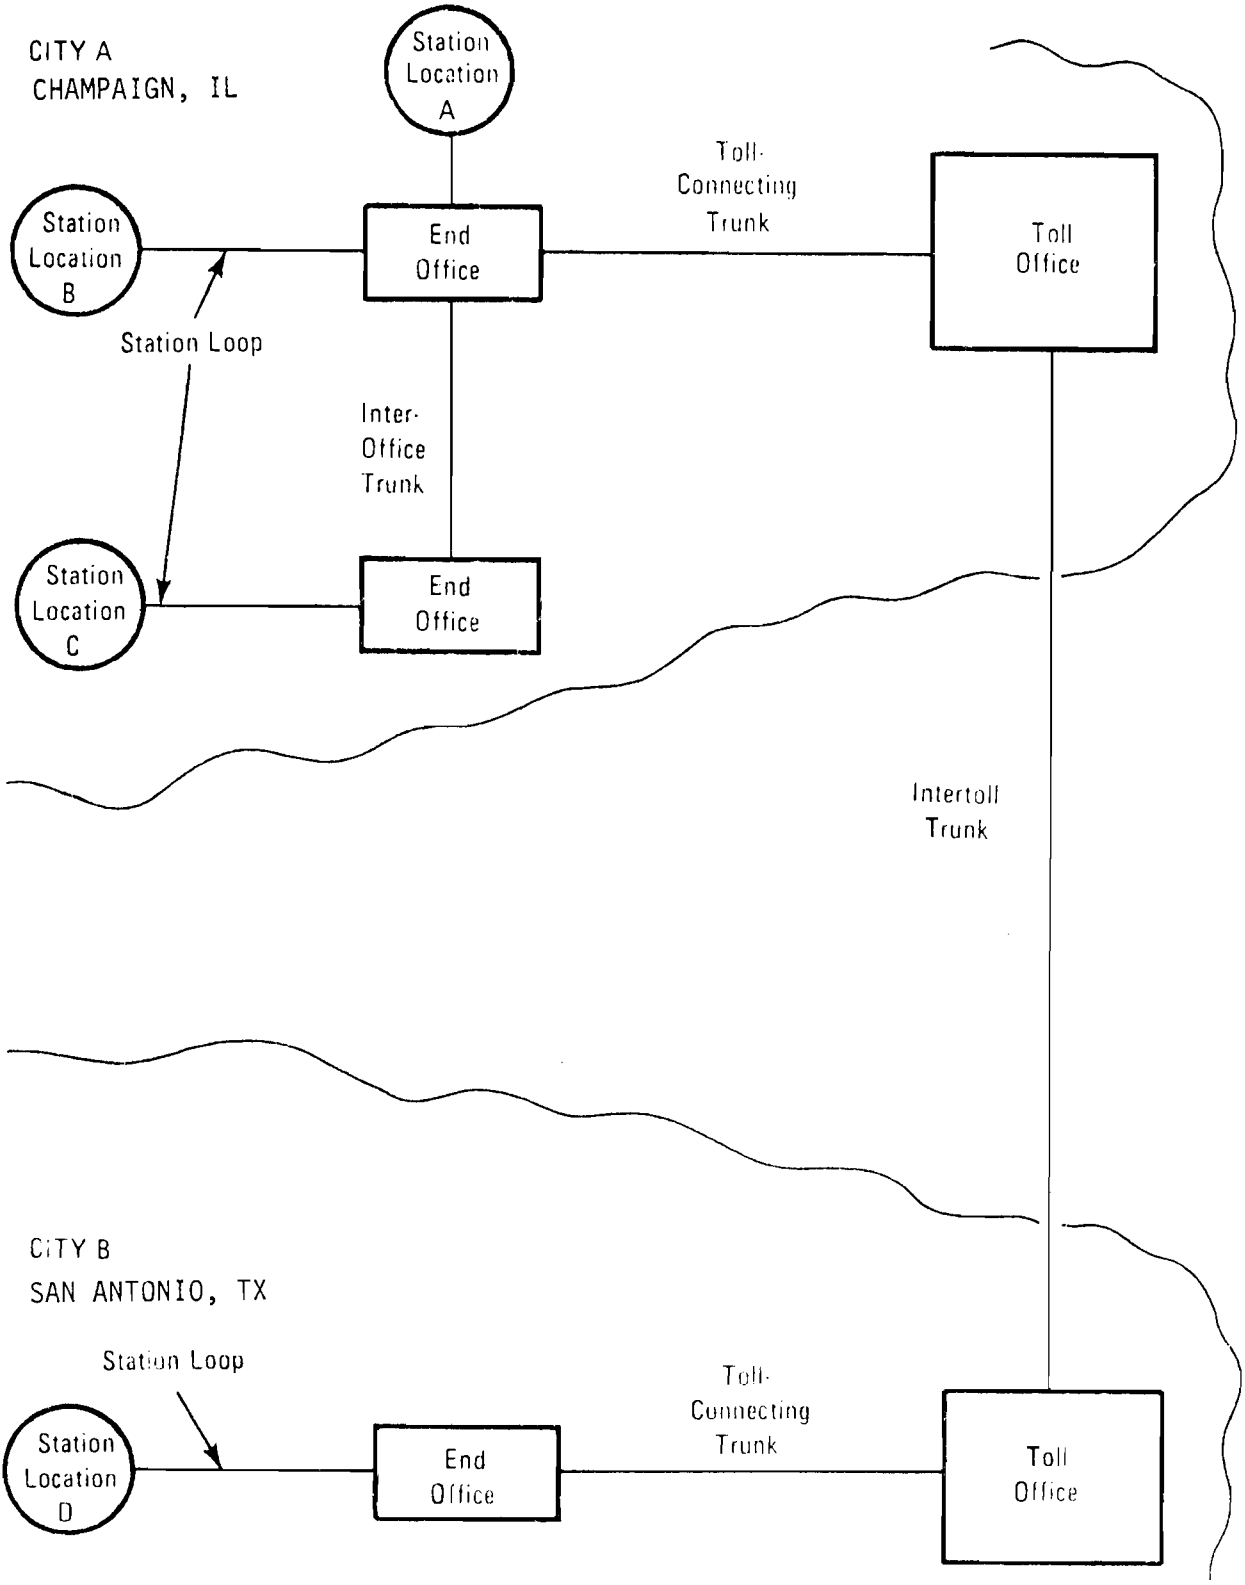 CITY A
CHAMPAIGN, IL
Station
Location
A
Toll-
Connecting
Trunk
Station
Location
B
End
Office
Toll
Office
Station Loop
Inter-
Office
Trunk
Station
Location
C
End
Office
Intertoll
Trunk
CITY B
SAN ANTONIO, TX
Station Loop
Toll-
Connecting
Trunk
Station
Location
D
End
Office
Toll
Office